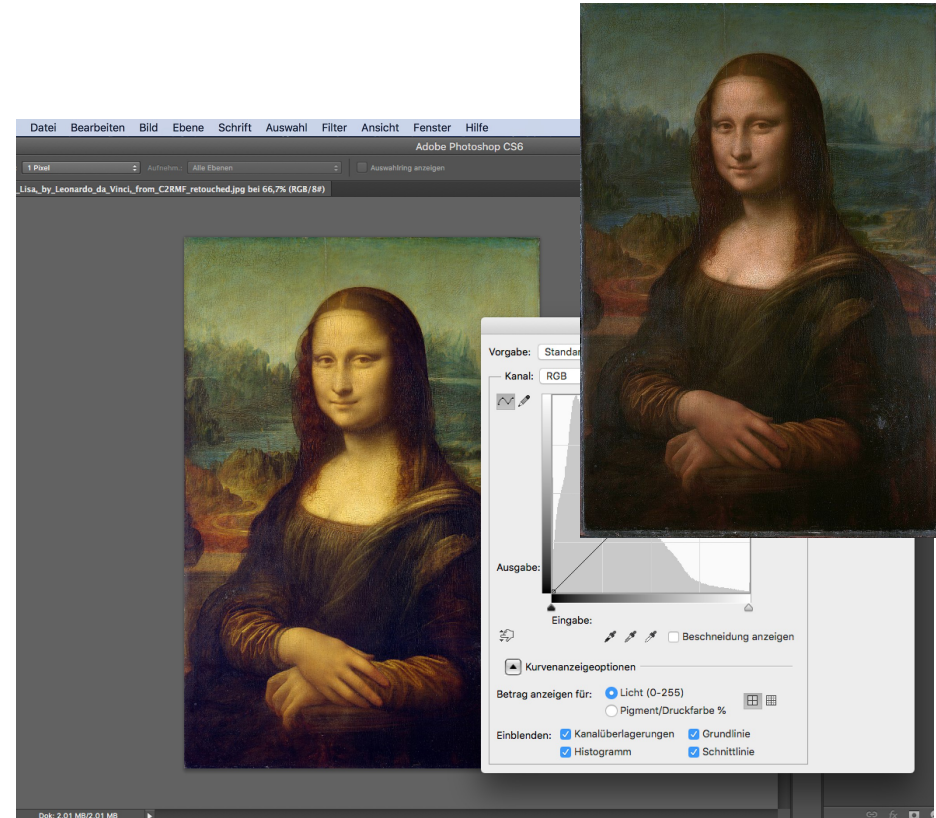 Datei Bearbeiten Bild Ebene Schrift Auswahl Filter Ansicht Fenster Hilfe
Adobe Photoshop CS6
1 Pixel Aufnehm.: Alle Ebenen Auswahlring anzeigen
_Lisa,_by_Leonardo_da_Vinci,_from_C2RMF_retouched.jpg bei 66,7% (RGB/8#)
Vorgabe: Standar
Kanal: RGB
Ausgabe:
Eingabe:
Beschneidung anzeigen
Kurvenanzeigeoptionen
Betrag anzeigen für: Licht (0-255)
Pigment/Druckfarbe %
Einblenden: Kanalüberlagerungen Grundlinie
Histogramm Schnittlinie
Dok: 2,01 MB/2,01 MB
fx